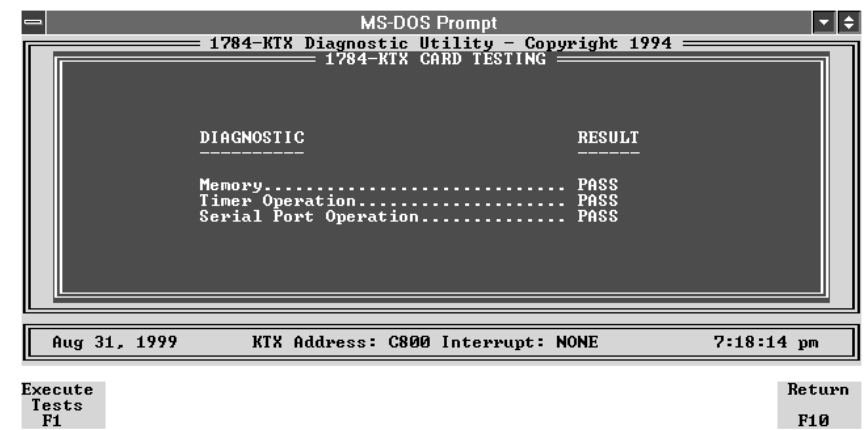 MS-DOS Prompt
1784-KTX Diagnostic Utility - Copyright 1994
1784-KTX CARD TESTING
DIAGNOSTIC RESULT
Memory............................. PASS
Timer Operation.................... PASS
Serial Port Operation.............. PASS
Aug 31, 1999 KTX Address: C800 Interrupt: NONE 7:18:14 pm
Execute Return
Tests
F1 F10